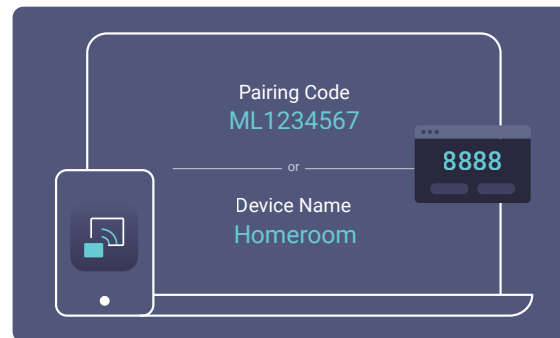 Pairing Code
ML1234567
8888
or
Device Name
Homeroom